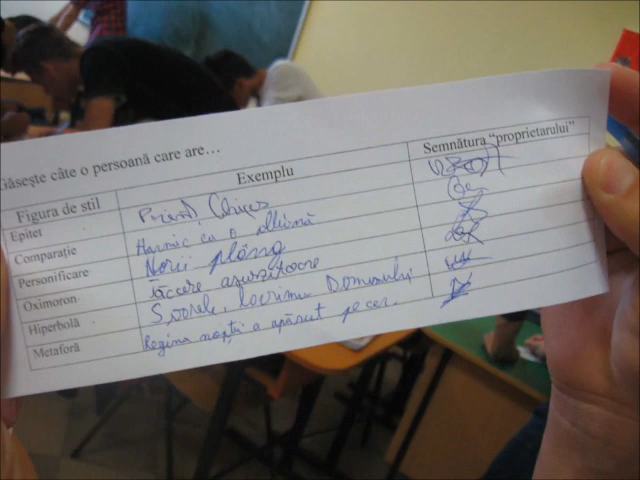 Găsește câte o persoană care are...
Figura de stil Exemplu Semnătura "proprietarului"
Epitet
Comparație Harnic ca o albină
Personificare Norii plâng
Oximoron tăcere asurzitoare
Hiperbolă Soarele, lacrima Domnului
Metaforă Regina nopții a apărut pe cer.